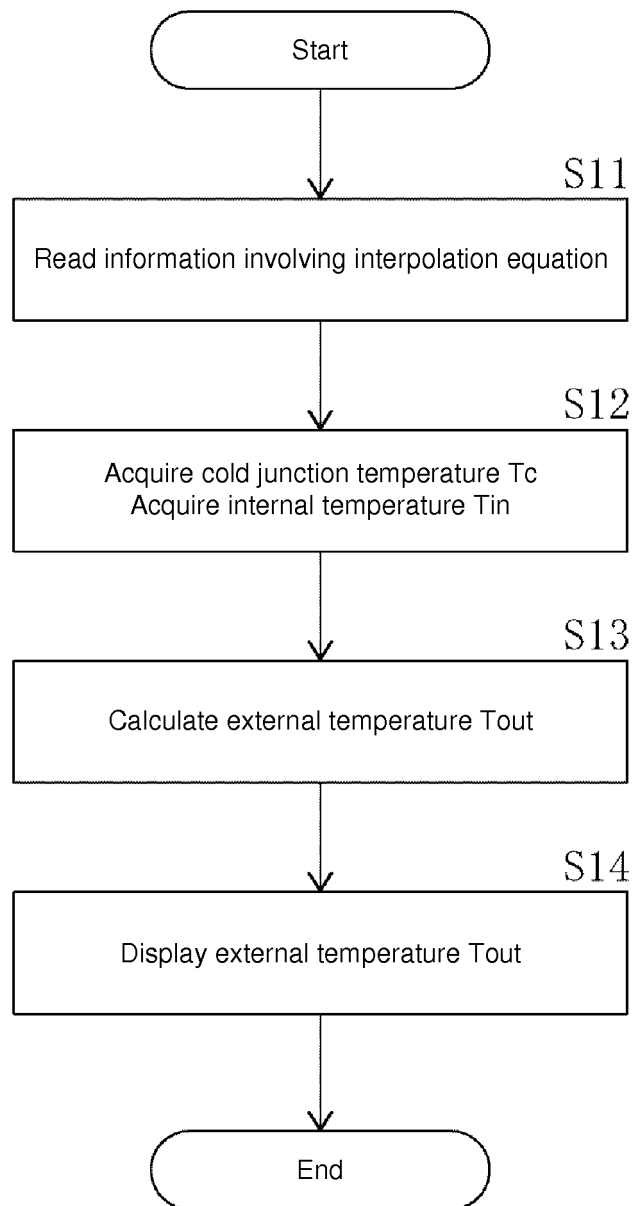 Start
S11
Read information involving interpolation equation
S12
Acquire cold junction temperature Tc
Acquire internal temperature Tin
S13
Calculate external temperature Tout
S14
Display external temperature Tout
End